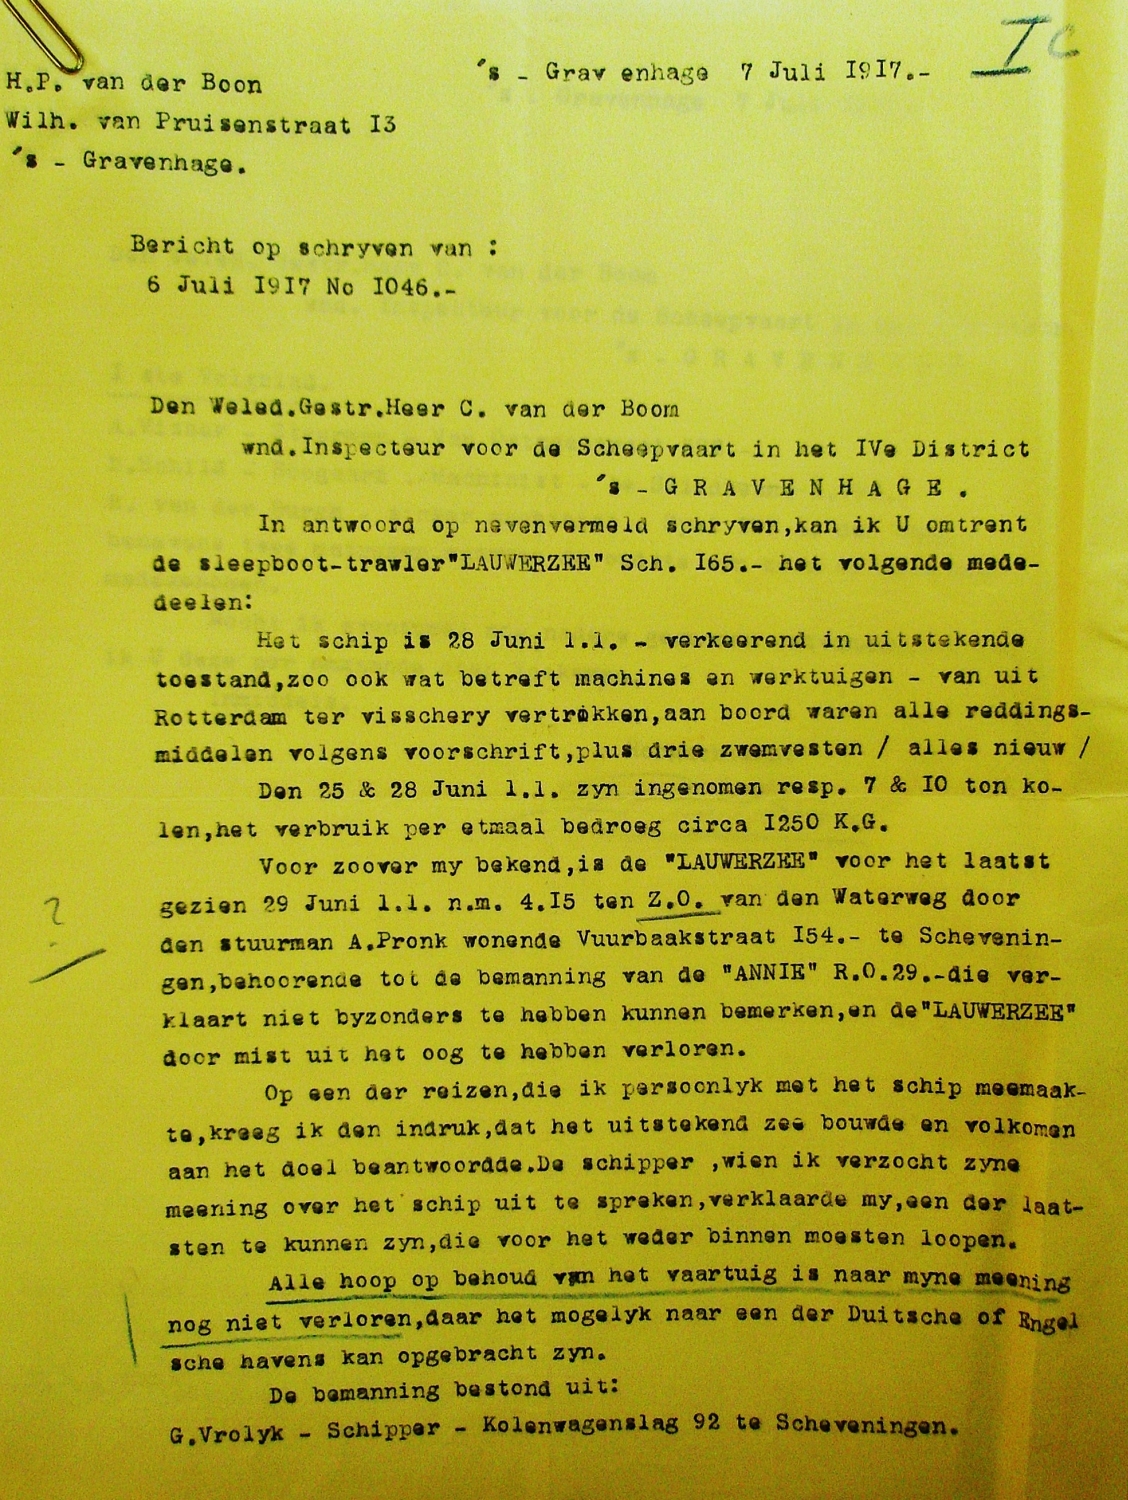 I c
's - Grav enhage 7 Juli I9I7.-
H.P. van der Boon
Wilh. van Pruisenstraat I3
's - Gravenhage.
Bericht op schryven van :
6 Juli I9I7 No I046.-
Den Weled.Gestr.Heer C. van der Boom
wnd.Inspecteur voor de Scheepvaart in het IVe District
's - G R A V E N H A G E .
In antwoord op nevenvermeld schryven,kan ik U omtrent
de sleepboot-trawler"LAUWERZEE" Sch. I65.- het volgende mede-
deelen:
Het schip is 28 Juni l.l. - verkeerend in uitstekende
toestand,zoo ook wat betreft machines en werktuigen - van uit
Rotterdam ter visschery vertrokken,aan boord waren alle reddings-
middelen volgens voorschrift,plus drie zwemvesten / alles nieuw /
Den 25 & 28 Juni l.l. zyn ingenomen resp. 7 & I0 ton ko-
len,het verbruik per etmaal bedroeg circa I250 K.G.
Voor zoover my bekend,is de "LAUWERZEE" voor het laatst
gezien 29 Juni l.l. n.m. 4.I5 ten Z.O. van den Waterweg door
?
den stuurman A.Pronk wonende Vuurbaakstraat I54.- te Schevenin-
gen,behoorende tot de bemanning van de "ANNIE" R.O.29.-die ver-
klaart niet byzonders te hebben kunnen bemerken,en de"LAUWERZEE"
door mist uit het oog te hebben verloren.
Op een der reizen,die ik persoonlyk met het schip meemaak-
te,kreeg ik den indruk,dat het uitstekend zee bouwde en volkomen
aan het doel beantwoordde.De schipper ,wien ik verzocht zyne
meening over het schip uit te spreken,verklaarde my,een der laat-
sten te kunnen zyn,die voor het weder binnen moesten loopen.
Alle hoop op behoud van het vaartuig is naar myne meening
nog niet verloren,daar het mogelyk naar een der Duitsche of Engel
sche havens kan opgebracht zyn.
De bemanning bestond uit:
G.Vrolyk - Schipper - Kolenwagenslag 92 te Scheveningen.